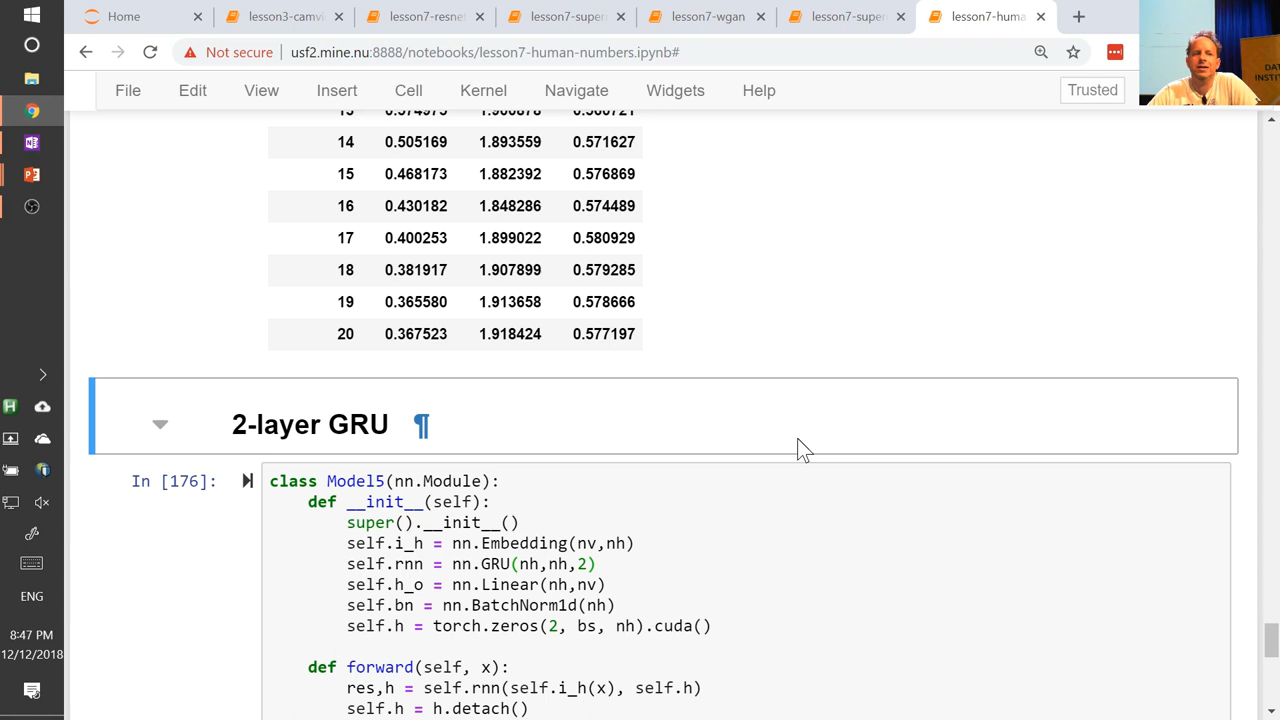 Home
lesson3-camvi
lesson7-resne
lesson7-super
lesson7-wgan
lesson7-super
lesson7-huma
Not secure | usf2.mine.nu:8888/notebooks/lesson7-human-numbers.ipynb#
File Edit View Insert Cell Kernel Navigate Widgets Help
Trusted
14 0.505169 1.893559 0.571627
15 0.468173 1.882392 0.576869
16 0.430182 1.848286 0.574489
17 0.400253 1.899022 0.580929
18 0.381917 1.907899 0.579285
19 0.365580 1.913658 0.578666
20 0.367523 1.918424 0.577197
2-layer GRU ¶
In [176]:
class Model5(nn.Module):
def __init__(self):
super().__init__()
self.i_h = nn.Embedding(nv,nh)
self.rnn = nn.GRU(nh,nh,2)
self.h_o = nn.Linear(nh,nv)
self.bn = nn.BatchNorm1d(nh)
self.h = torch.zeros(2, bs, nh).cuda()
def forward(self, x):
res,h = self.rnn(self.i_h(x), self.h)
self.h = h.detach()
ENG
8:47 PM
12/12/2018